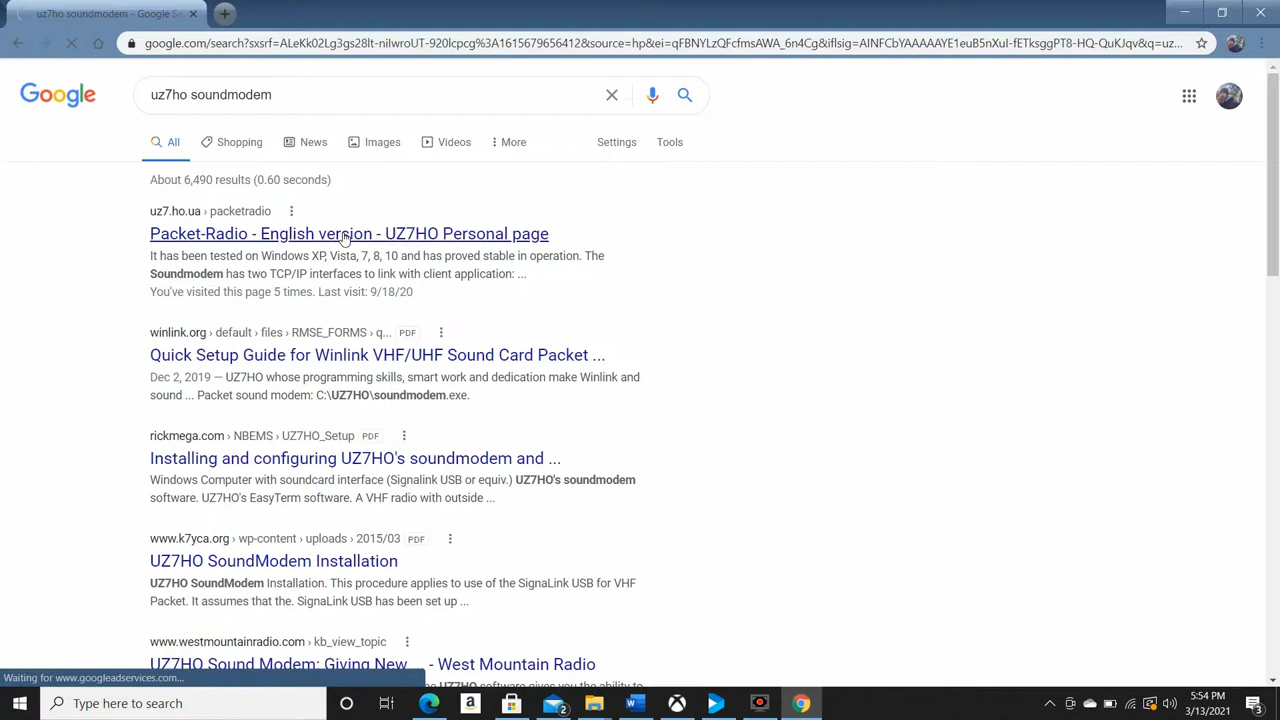 uz7ho soundmodem - Google Se
google.com/search?sxsrf=ALeKk02Lg3gs28lt-nilwroUT-920lcpcg%3A1615679656412&source=hp&ei=qFBNYLzQFcfmsAWA_6n4Cg&iflsig=AINFCbYAAAAAYE1euB5nXuI-fETksggPT8-HQ-QuKJqv&q=uz...
Google
uz7ho soundmodem
All
Shopping
News
Images
Videos
More
Settings
Tools
About 6,490 results (0.60 seconds)
uz7.ho.ua › packetradio
Packet-Radio - English version - UZ7HO Personal page
It has been tested on Windows XP, Vista, 7, 8, 10 and has proved stable in operation. The
Soundmodem has two TCP/IP interfaces to link with client application: ...
You've visited this page 5 times. Last visit: 9/18/20
winlink.org › default › files › RMSE_FORMS › q... PDF
Quick Setup Guide for Winlink VHF/UHF Sound Card Packet ...
Dec 2, 2019 — UZ7HO whose programming skills, smart work and dedication make Winlink and
sound ... Packet sound modem: C:\UZ7HO\soundmodem.exe.
rickmega.com › NBEMS › UZ7HO_Setup PDF
Installing and configuring UZ7HO's soundmodem and ...
Windows Computer with soundcard interface (Signalink USB or equiv.) UZ7HO's soundmodem
software. UZ7HO's EasyTerm software. A VHF radio with outside ...
www.k7yca.org › wp-content › uploads › 2015/03 PDF
UZ7HO SoundModem Installation
UZ7HO SoundModem Installation. This procedure applies to use of the SignaLink USB for VHF
Packet. It assumes that the. SignaLink USB has been set up ...
www.westmountainradio.com › kb_view_topic
UZ7HO Sound Modem: Giving New ... - West Mountain Radio
UZ7HO software gives you the ability to
Waiting for www.googleadservices.com...
Type here to search
2
5:54 PM
3/13/2021
3